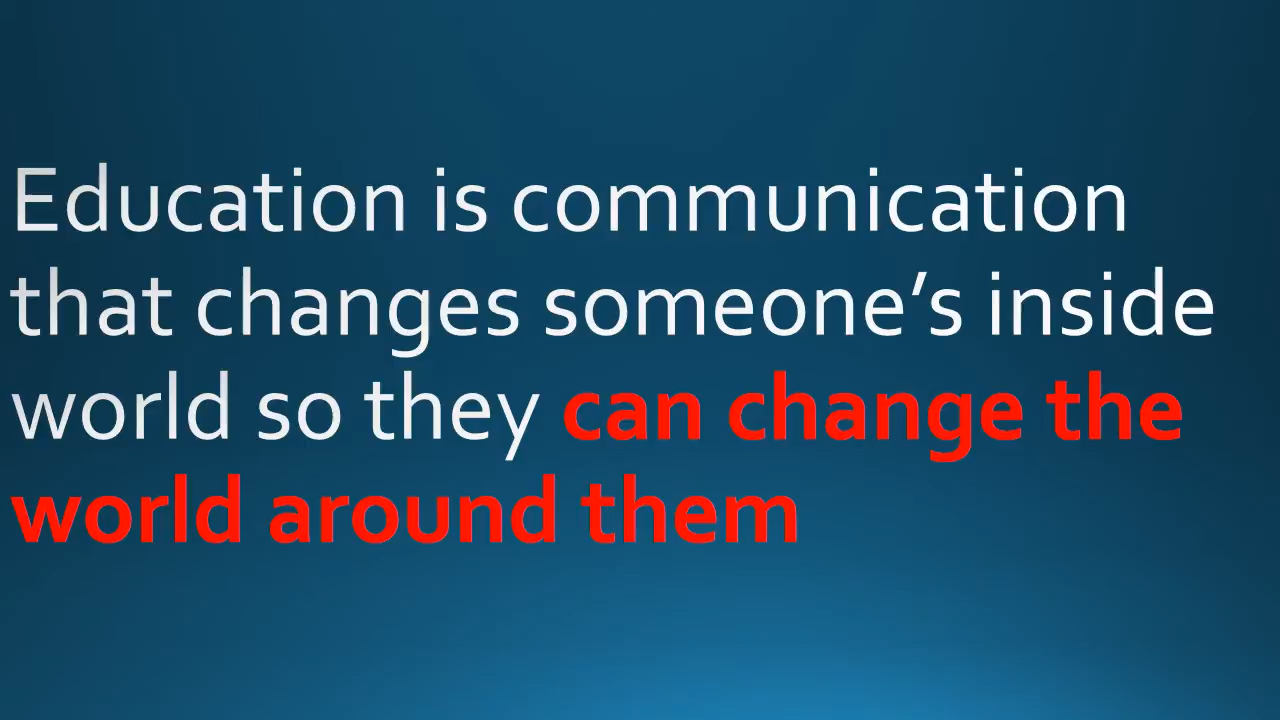 Education is communication
that changes someone’s inside
world so they can change the
world around them